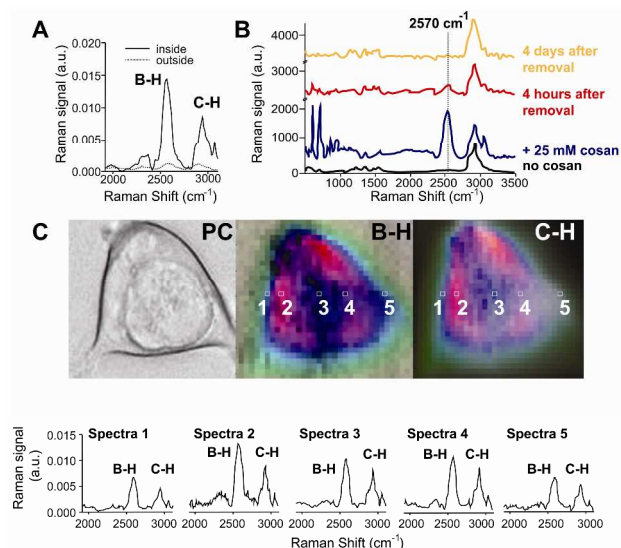 A
B
2570 cm⁻¹
inside
outside
B-H
C-H
Raman signal (a.u.)
0.020
0.015
0.010
0.005
0.000
2000
2500
3000
Raman Shift (cm⁻¹)
Raman signal (a.u.)
4000
3000
2000
1000
0
4 days after
removal
4 hours after
removal
+ 25 mM cosan
no cosan
1000
1500
2000
2500
3000
3500
Raman Shift (cm⁻¹)
C
PC
B-H
C-H
1 2 3 4 5
1 2 3 4 5
Raman signal
(a.u.)
0.015
0.010
0.005
0.000
Spectra 1
B-H C-H
2000 2500 3000
Spectra 2
B-H C-H
2000 2500 3000
Spectra 3
B-H C-H
2000 2500 3000
Spectra 4
B-H C-H
2000 2500 3000
Spectra 5
B-H C-H
2000 2500 3000
Raman Shift (cm⁻¹)